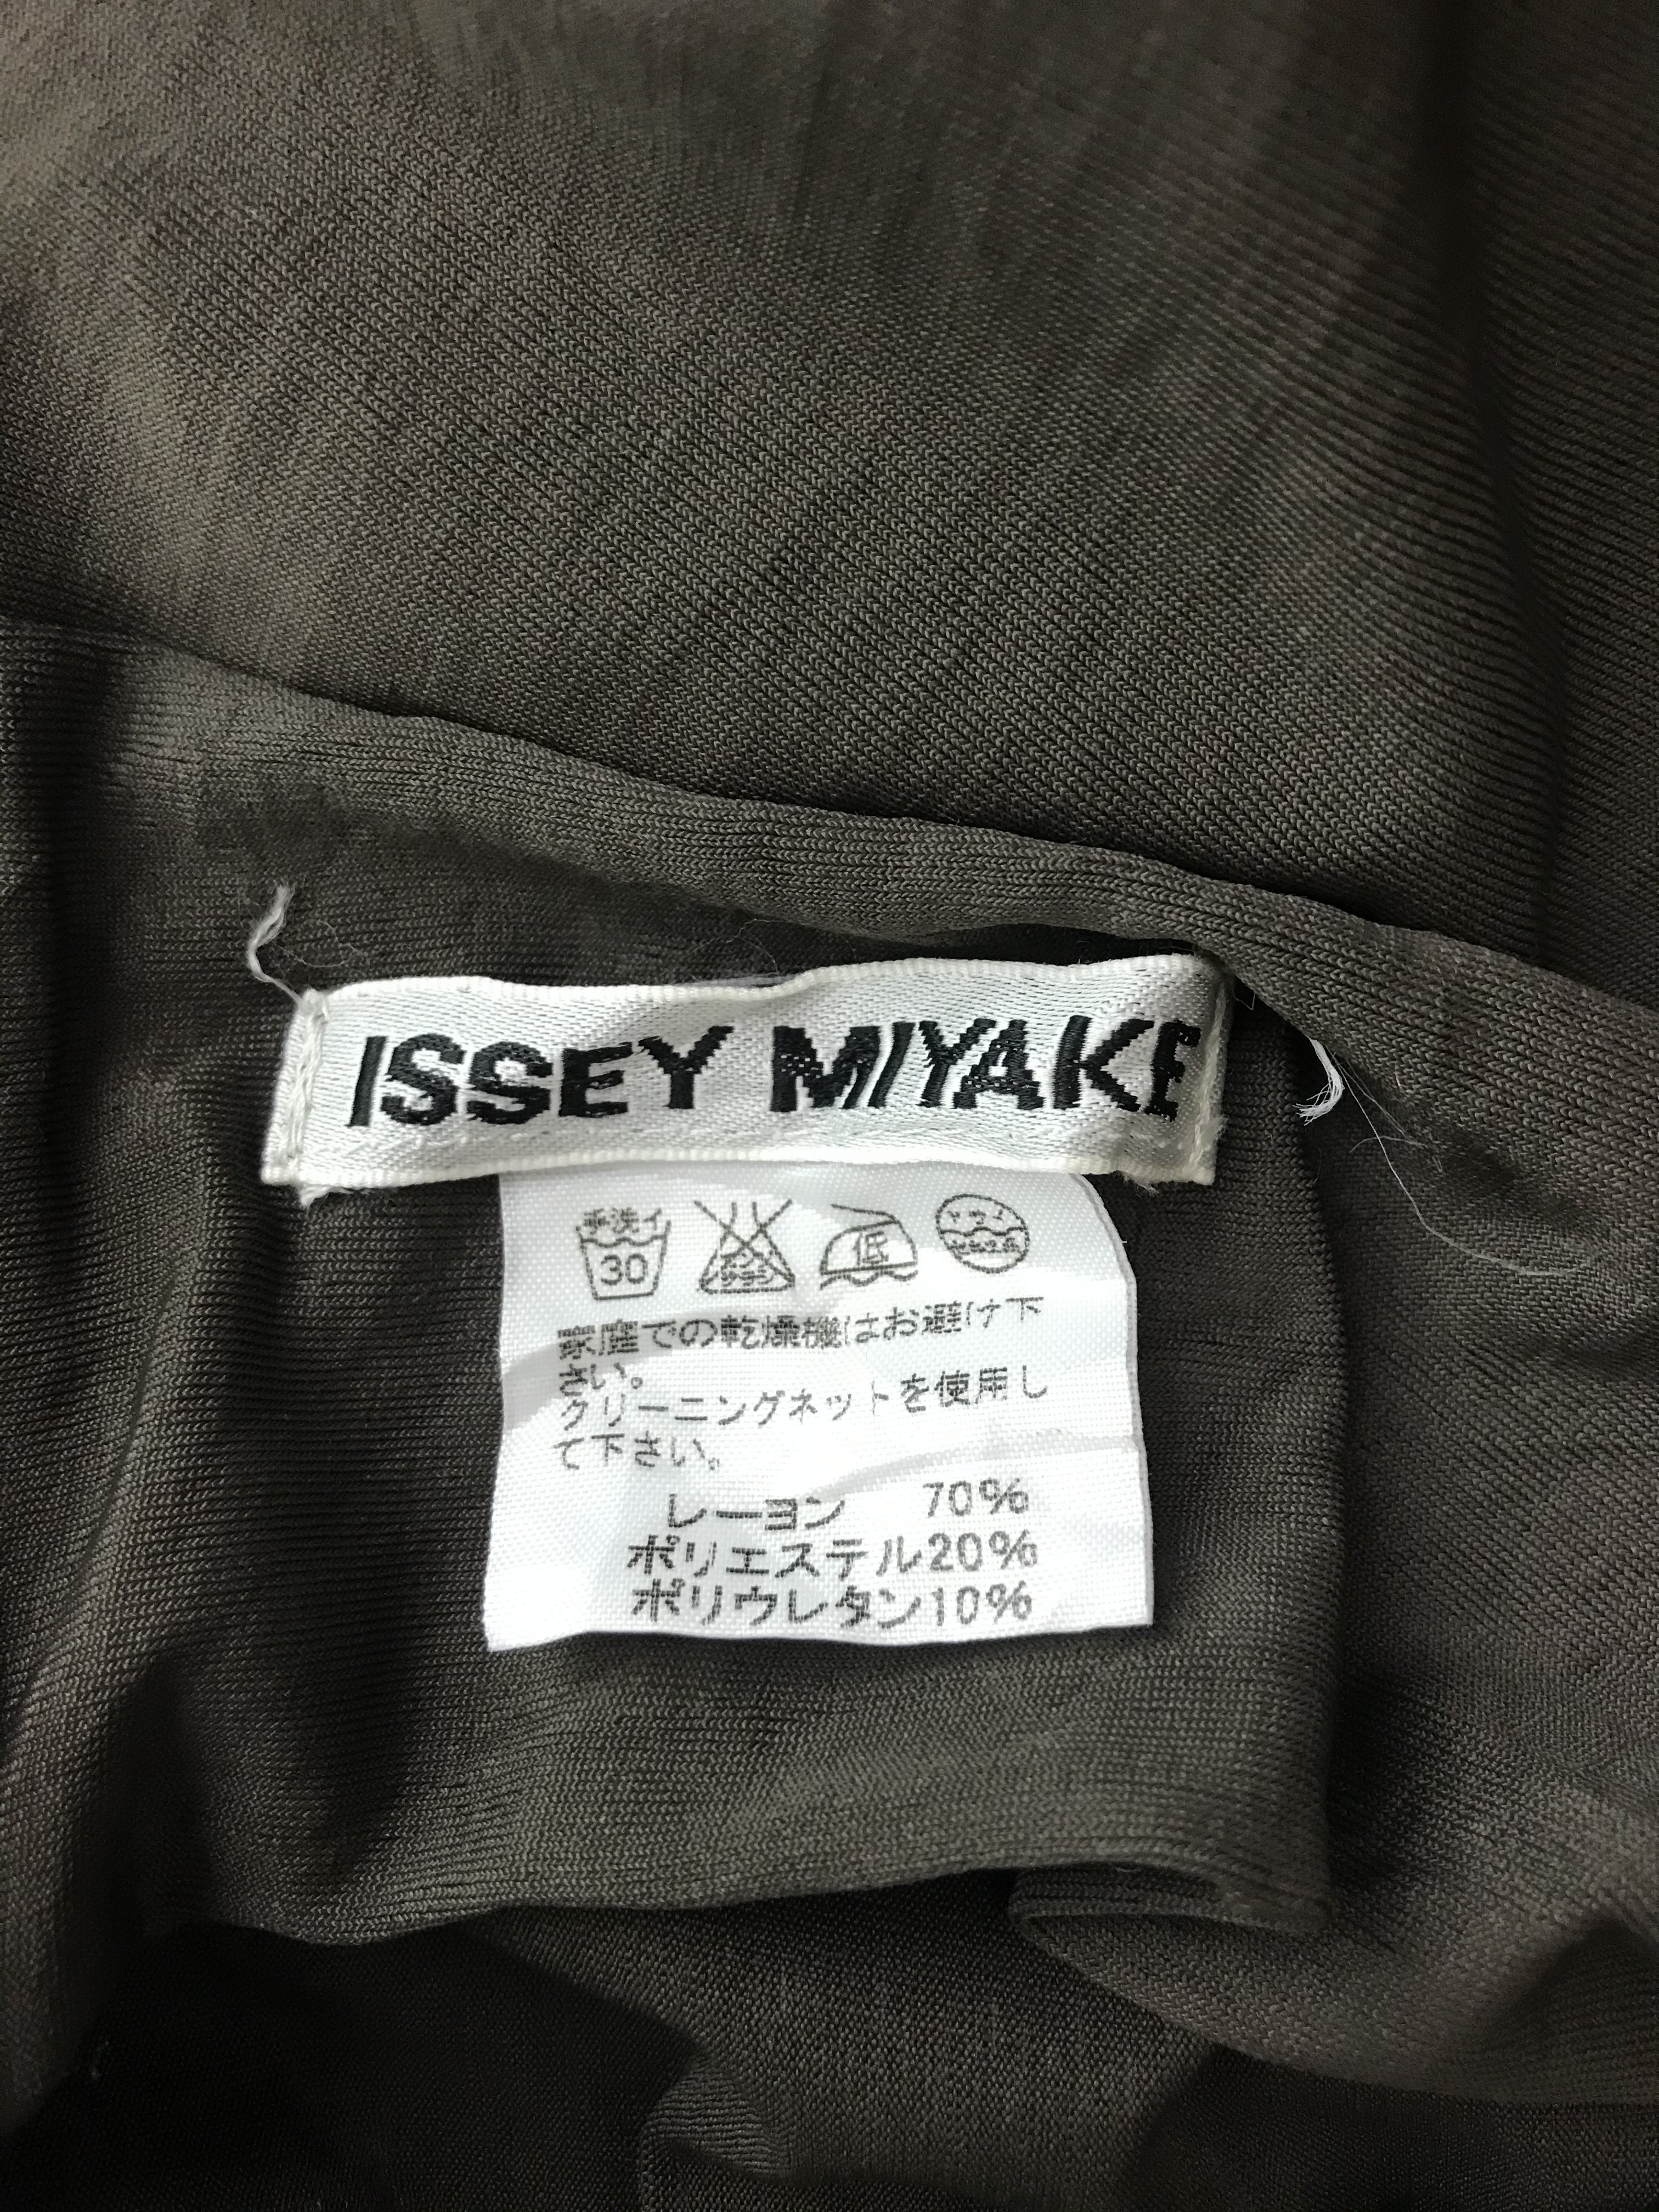 ISSEY MIYAKE
手洗イ
30
低
家庭での乾燥機はお避け下
さい。
クリーニングネットを使用し
て下さい。
レーヨン 70%
ポリエステル20%
ポリウレタン10%